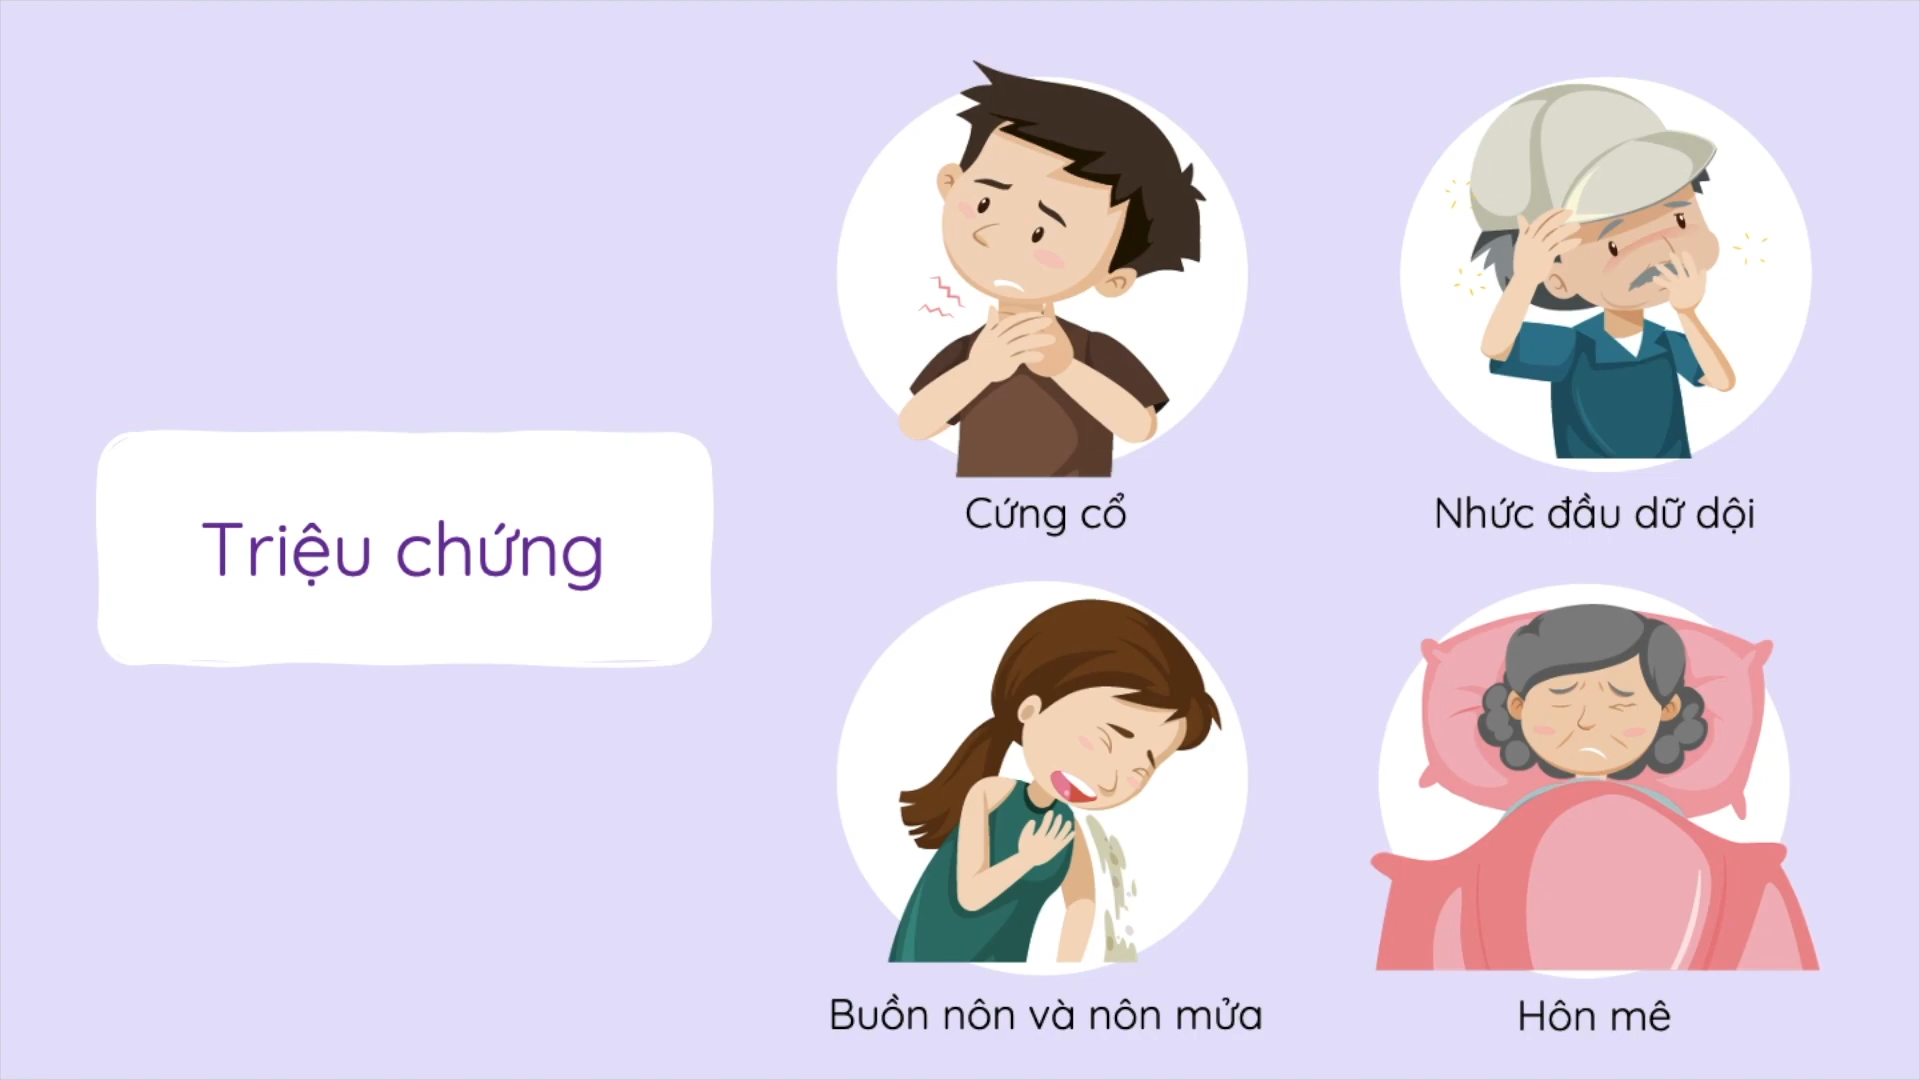 Triệu chứng
Cứng cổ
Nhức đầu dữ dội
Buồn nôn và nôn mửa
Hôn mê